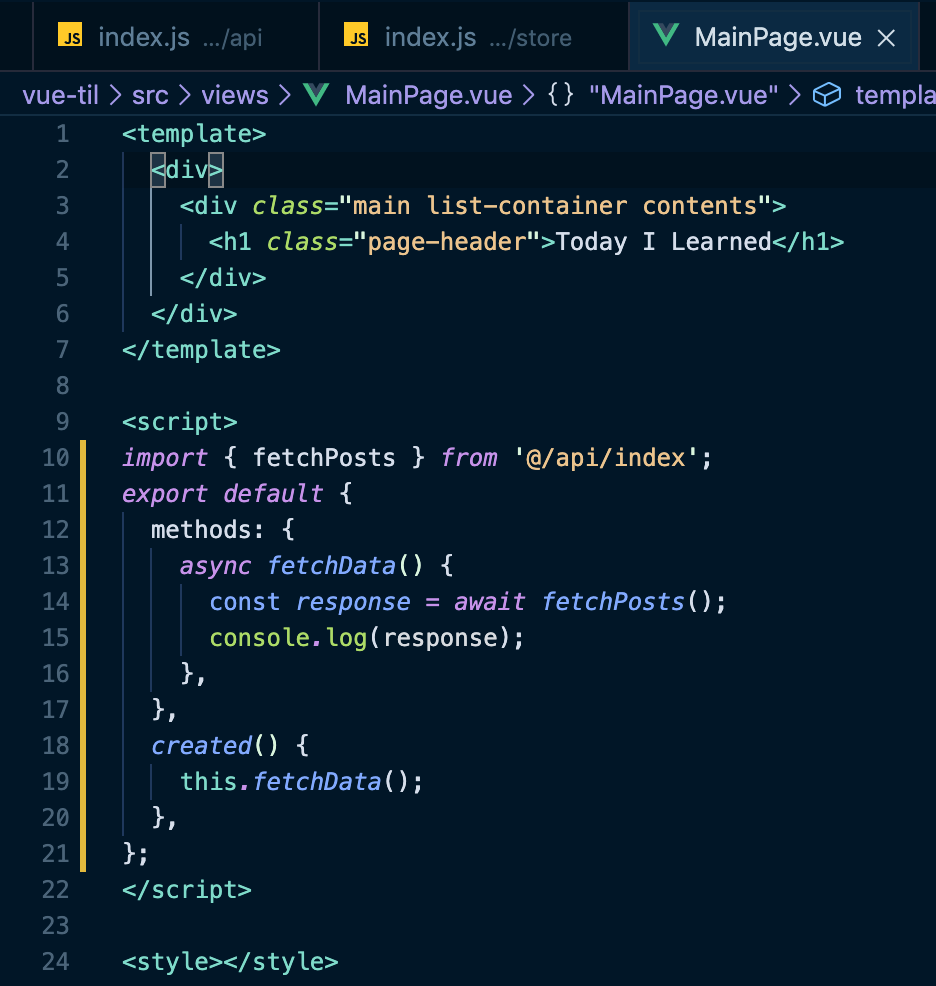 JS index.js .../api
JS index.js .../store
MainPage.vue
vue-til > src > views > MainPage.vue > {} "MainPage.vue" > templa
1 <template>
2   <div>
3     <div class="main list-container contents">
4       <h1 class="page-header">Today I Learned</h1>
5     </div>
6   </div>
7 </template>
8
9 <script>
10 import { fetchPosts } from '@/api/index';
11 export default {
12   methods: {
13     async fetchData() {
14       const response = await fetchPosts();
15       console.log(response);
16     },
17   },
18   created() {
19     this.fetchData();
20   },
21 };
22 </script>
23
24 <style></style>